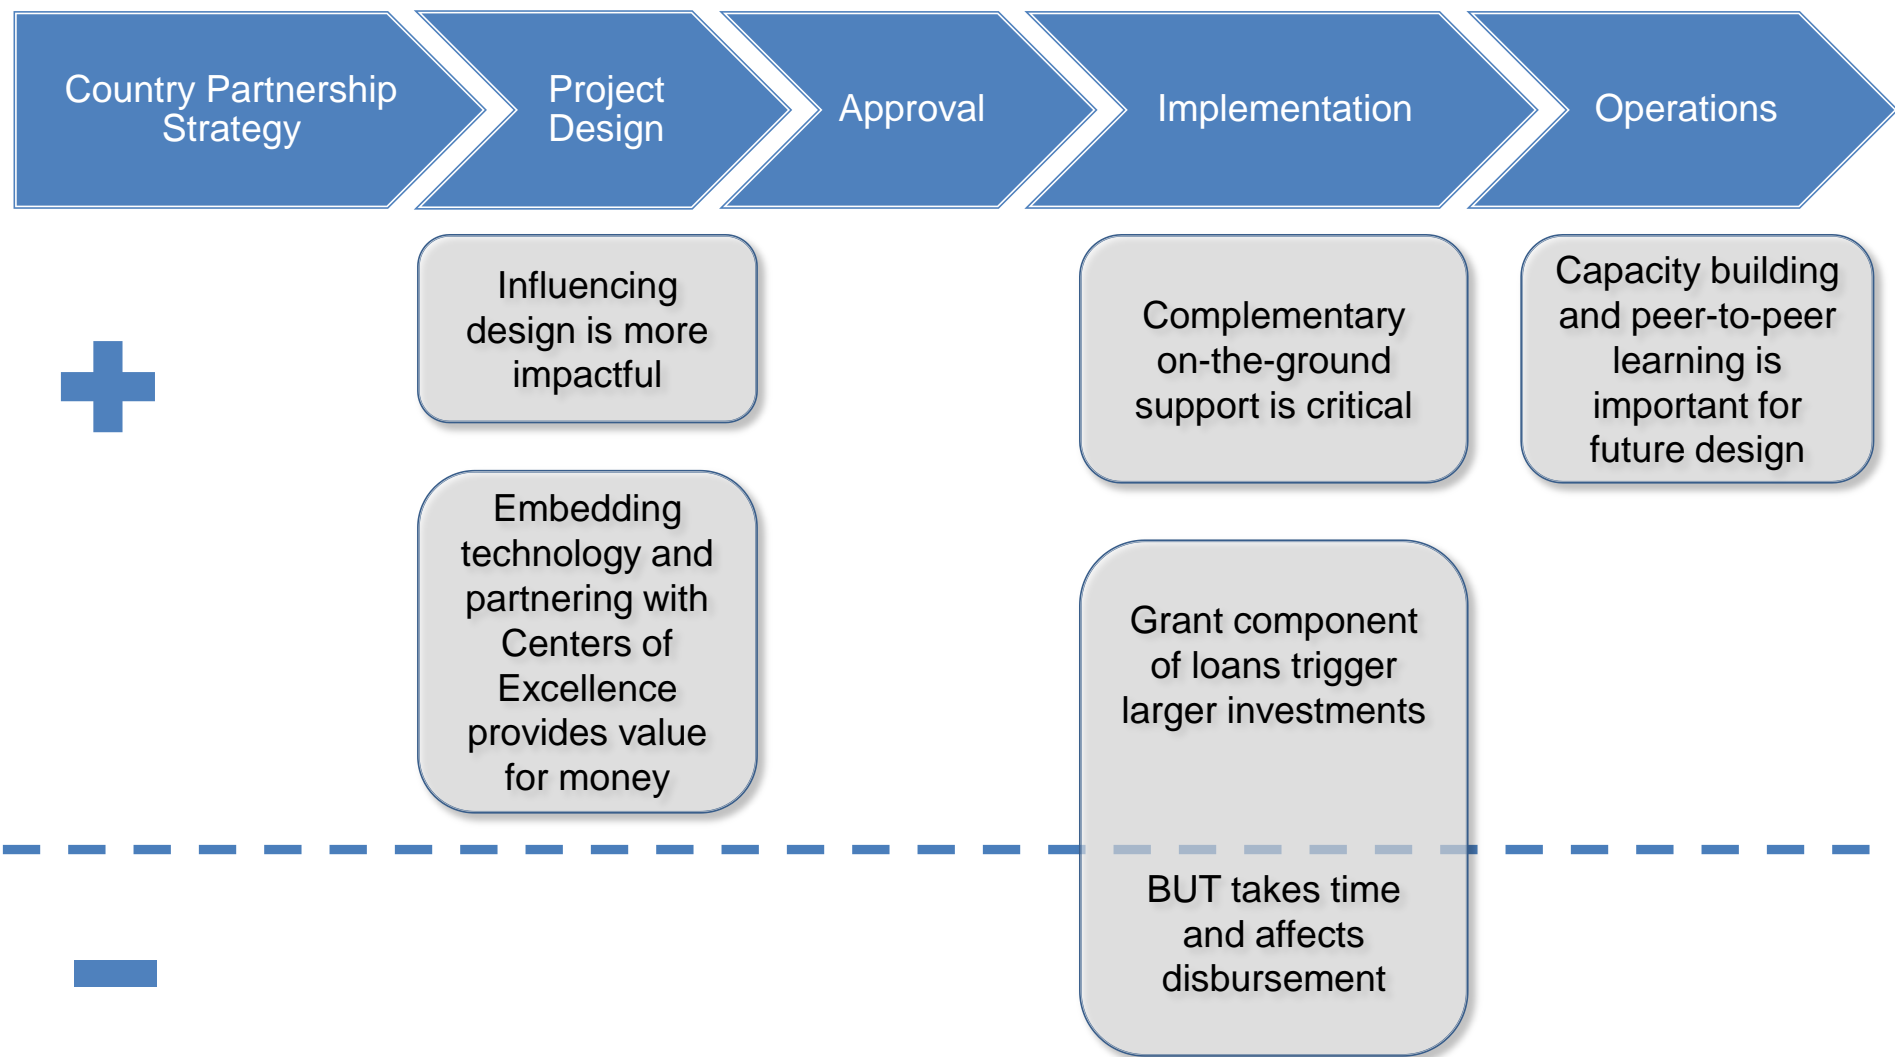 Country Partnership
Strategy
Project
Design
Approval
Implementation
Operations
Influencing
design is more
impactful
Embedding
technology and
partnering with
Centers of
Excellence
provides value
for money
Complementary
on-the-ground
support is critical
Grant component
of loans trigger
larger investments
BUT takes time
and affects
disbursement
Capacity building
and peer-to-peer
learning is
important for
future design